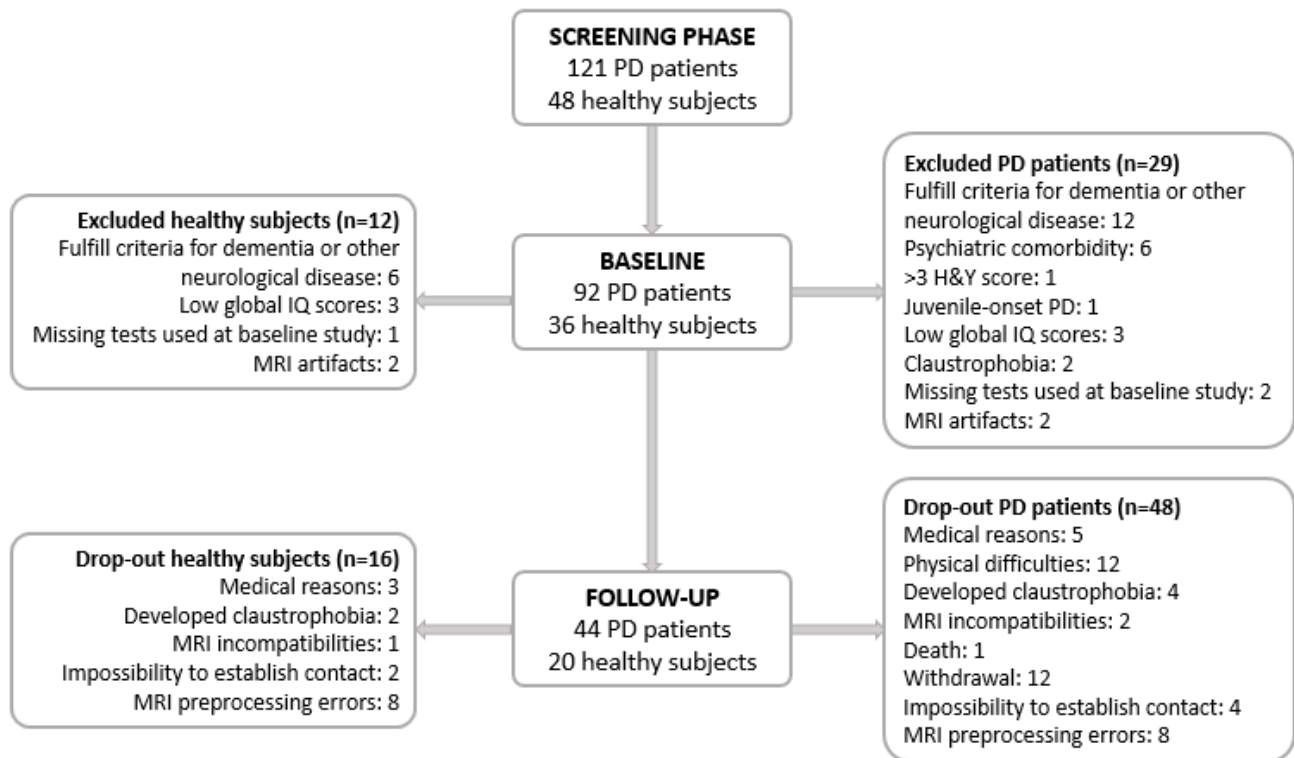 SCREENING PHASE
121 PD patients
48 healthy subjects
Excluded PD patients (n=29)
Fulfill criteria for dementia or other
neurological disease: 12
Psychiatric comorbidity: 6
>3 H&Y score: 1
Juvenile-onset PD: 1
Low global IQ scores: 3
Claustrophobia: 2
Missing tests used at baseline study: 2
MRI artifacts: 2
Excluded healthy subjects (n=12)
Fulfill criteria for dementia or other
neurological disease: 6
Low global IQ scores: 3
Missing tests used at baseline study: 1
MRI artifacts: 2
BASELINE
92 PD patients
36 healthy subjects
Drop-out PD patients (n=48)
Medical reasons: 5
Physical difficulties: 12
Developed claustrophobia: 4
MRI incompatibilities: 2
Death: 1
Withdrawal: 12
Impossibility to establish contact: 4
MRI preprocessing errors: 8
Drop-out healthy subjects (n=16)
Medical reasons: 3
Developed claustrophobia: 2
MRI incompatibilities: 1
Impossibility to establish contact: 2
MRI preprocessing errors: 8
FOLLOW-UP
44 PD patients
20 healthy subjects